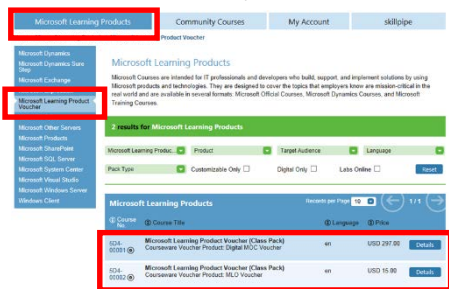 Microsoft Learning Products
Community Courses
My Account
skillpipe
Product Voucher
Microsoft Dynamics
Microsoft Dynamics Sure Step
Microsoft Exchange
Microsoft Learning Product Voucher
Microsoft Other Servers
Microsoft Products
Microsoft SharePoint
Microsoft SQL Server
Microsoft System Center
Microsoft Visual Studio
Microsoft Windows Server
Windows Client
Microsoft Learning Products
Microsoft Courses are intended for IT professionals and developers who build, support, and implement solutions by using
Microsoft products and technologies. They are designed to cover the topics that employers know are mission-critical in the
real world and are available in several formats: Microsoft Official Courses, Microsoft Dynamics Courses, and Microsoft
Training Courses.
2 results for Microsoft Learning Products
Microsoft Learning Produc...
Product
Target Audience
Language
Pack Type
Customizable Only
Digital Only
Labs Online
Reset
Microsoft Learning Products
Records per Page 10
1 / 1
Course No.
Course Title
Language
Price
Microsoft Learning Product Voucher (Class Pack)
Courseware Voucher Product: Digital MOC Voucher
en
USD 297.00
Details
Microsoft Learning Product Voucher (Class Pack)
Courseware Voucher Product: MLO Voucher
en
USD 15.00
Details